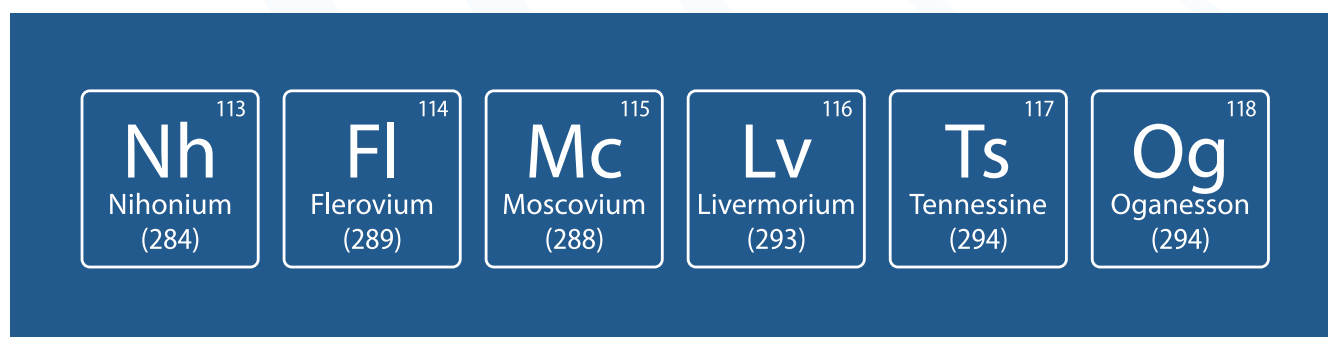 113
Nh
Nihonium
(284)
114
Fl
Flerovium
(289)
115
Mc
Moscovium
(288)
116
Lv
Livermorium
(293)
117
Ts
Tennessine
(294)
118
Og
Oganesson
(294)